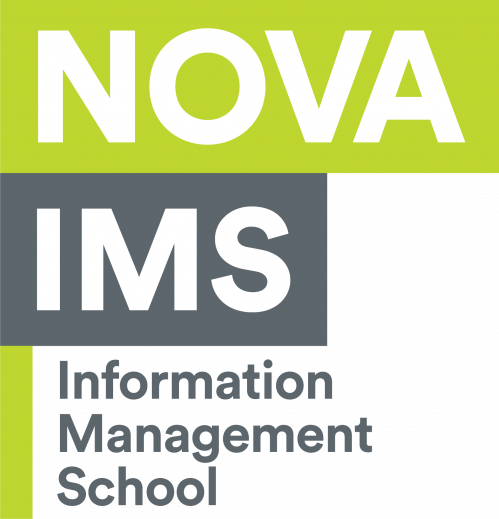 NOVA
IMS
Information
Management
School